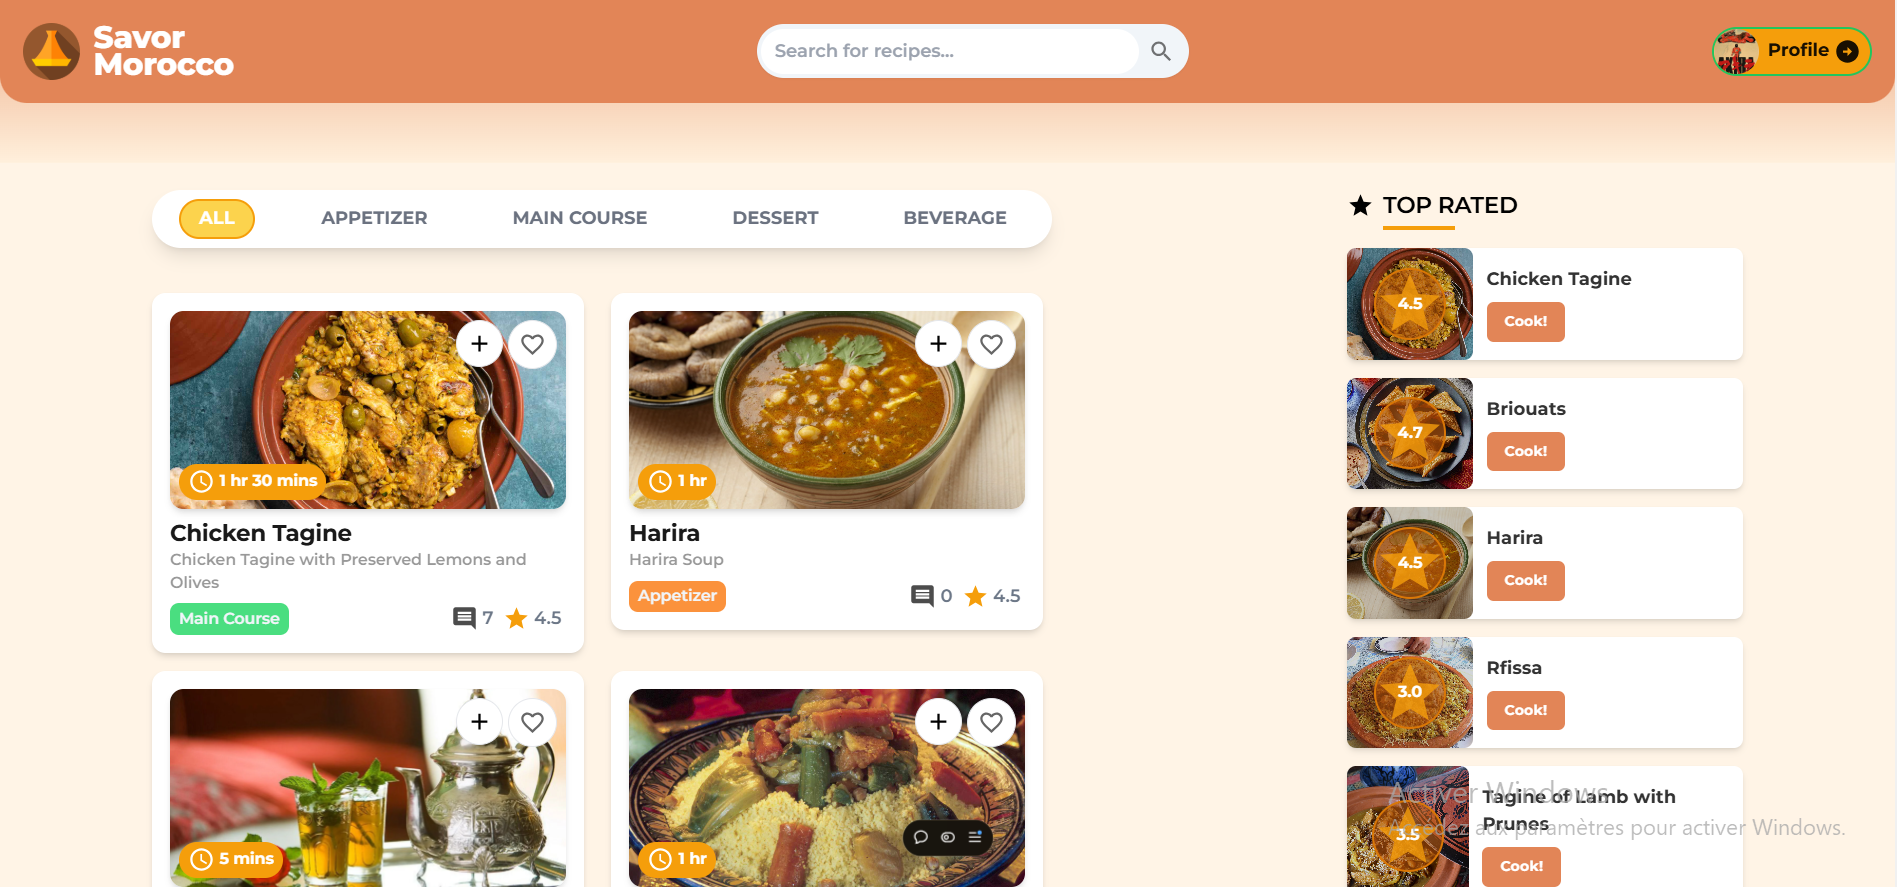 Savor
Morocco
Search for recipes...
Profile
ALL
APPETIZER
MAIN COURSE
DESSERT
BEVERAGE
1 hr 30 mins
Chicken Tagine
Chicken Tagine with Preserved Lemons and
Olives
Main Course
7
4.5
1 hr
Harira
Harira Soup
Appetizer
0
4.5
5 mins
1 hr
TOP RATED
4.5
Chicken Tagine
Cook!
4.7
Briouats
Cook!
4.5
Harira
Cook!
3.0
Rfissa
Cook!
3.5
Tagine of Lamb with
Prunes
Cook!
Activer Windows
Accédez aux paramètres pour activer Windows.